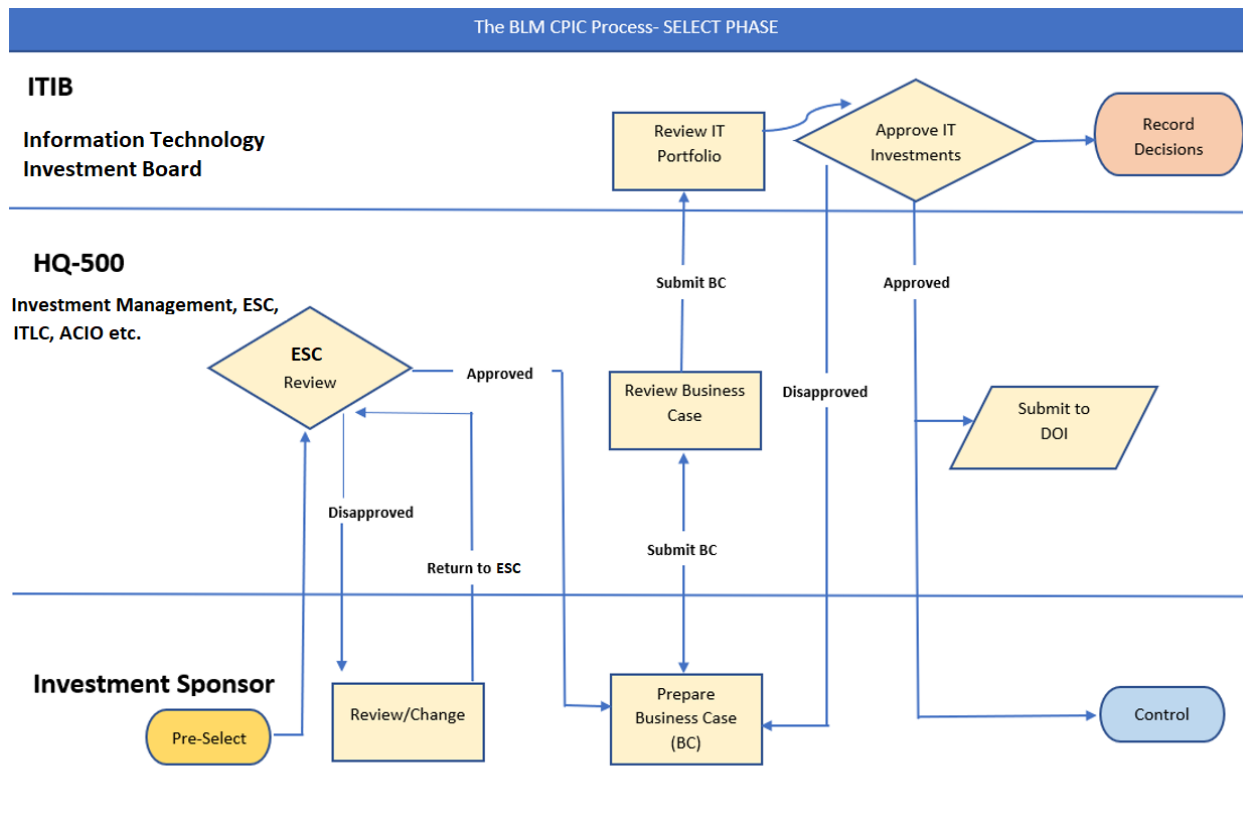 The BLM CPIC Process- SELECT PHASE
ITIB
Information Technology
Investment Board
Review IT
Portfolio
Approve IT
Investments
Record
Decisions
HQ-500
Investment Management, ESC,
ITLC, ACIO etc.
ESC
Review
Approved
Disapproved
Return to ESC
Submit BC
Review Business
Case
Submit BC
Disapproved
Approved
Submit to
DOI
Investment Sponsor
Pre-Select
Review/Change
Prepare
Business Case
(BC)
Control